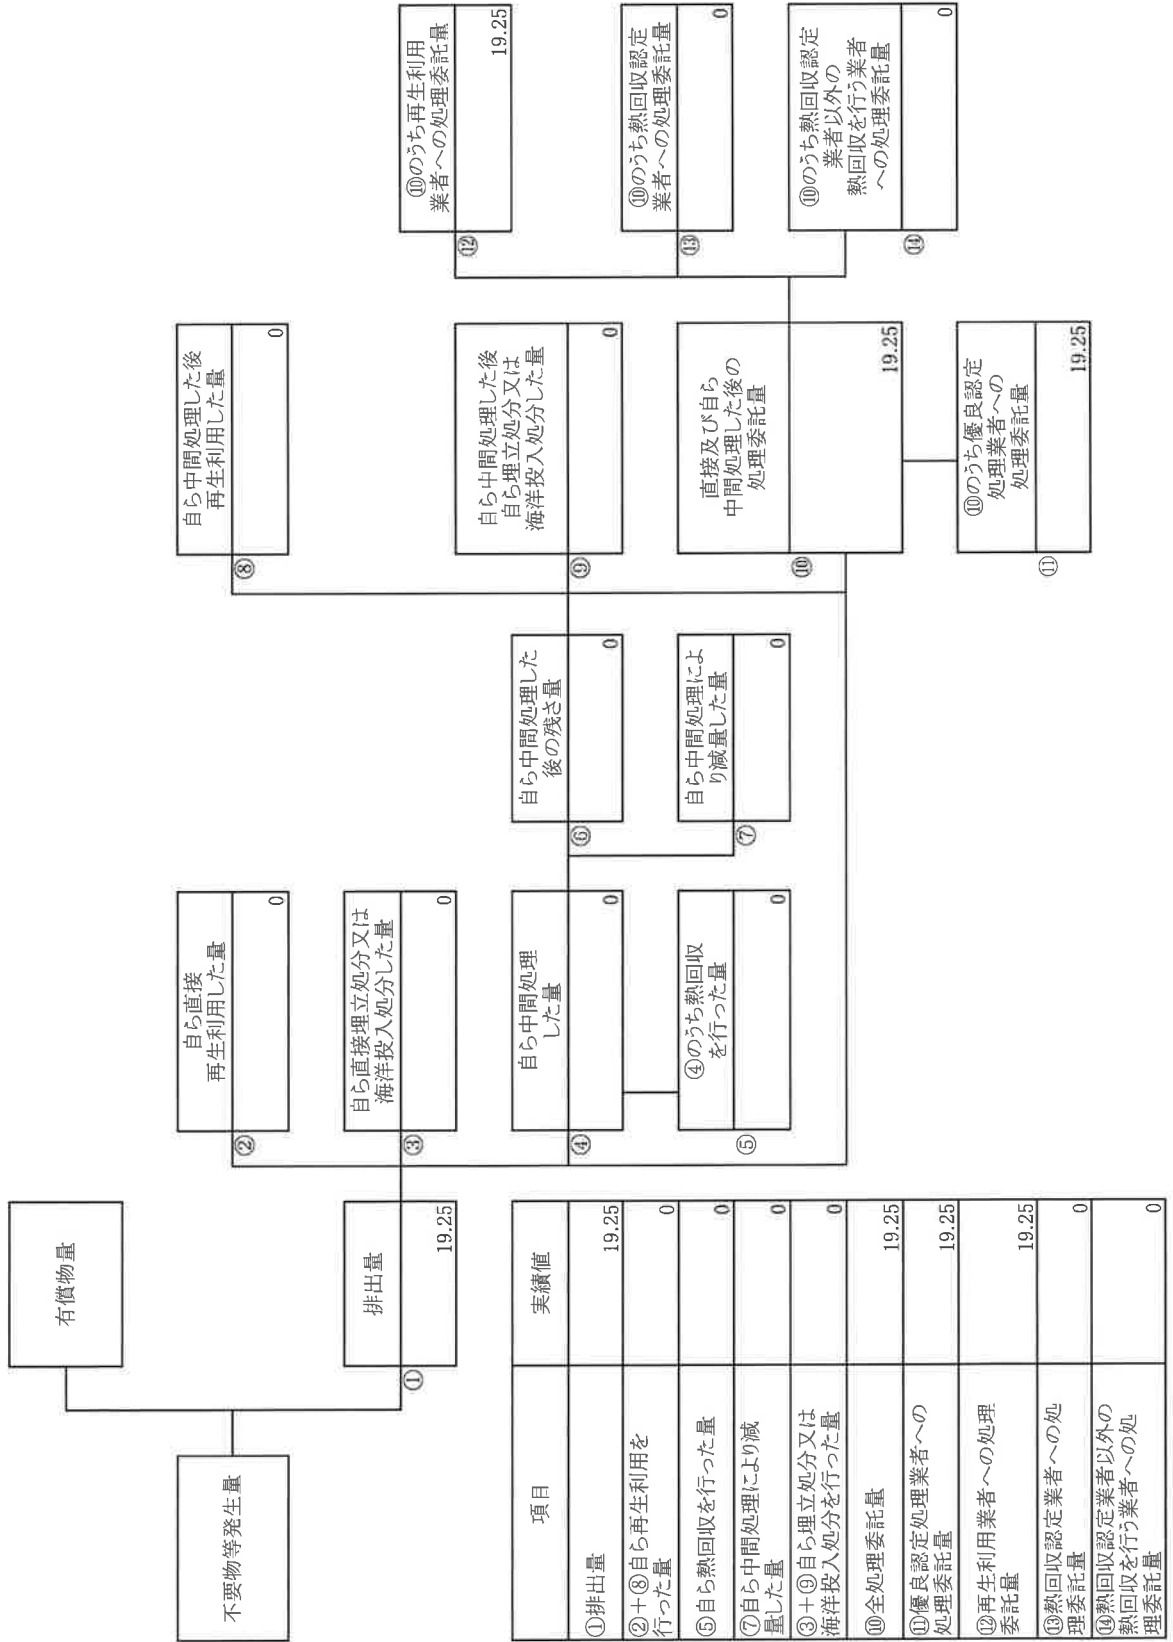 不要物等発生量
有償物量
①
排出量
19.25
②
自ら直接
再生利用した量
0
③
自ら直接埋立処分又は
海洋投入処分した量
0
④
自ら中間処理
した量
0
⑤
④のうち熱回収
を行った量
0
⑥
自ら中間処理した
後の残さ量
0
⑦
自ら中間処理によ
り減量した量
0
⑧
自ら中間処理した後
再生利用した量
0
⑨
自ら中間処理した後
自ら埋立処分又は
海洋投入処分した量
0
⑩
直接及び自ら
中間処理した後の
処理委託量
19.25
⑪
⑩のうち優良認定
処理業者への
処理委託量
19.25
⑫
⑩のうち再生利用
業者への処理委託量
19.25
⑬
⑩のうち熱回収認定
業者への処理委託量
0
⑭
⑩のうち熱回収認定
業者以外の
熱回収を行う業者
への処理委託量
0
項目 実績値
①排出量 19.25
②+⑧自ら再生利用を
行った量 0
⑤自ら熱回収を行った量 0
⑦自ら中間処理により減
量した量 0
③+⑨自ら埋立処分又は
海洋投入処分を行った量 0
⑩全処理委託量 19.25
⑪優良認定処理業者への
処理委託量 19.25
⑫再生利用業者への処理
委託量 19.25
⑬熱回収認定業者への処
理委託量 0
⑭熱回収認定業者以外の
熱回収を行う業者への処
理委託量 0